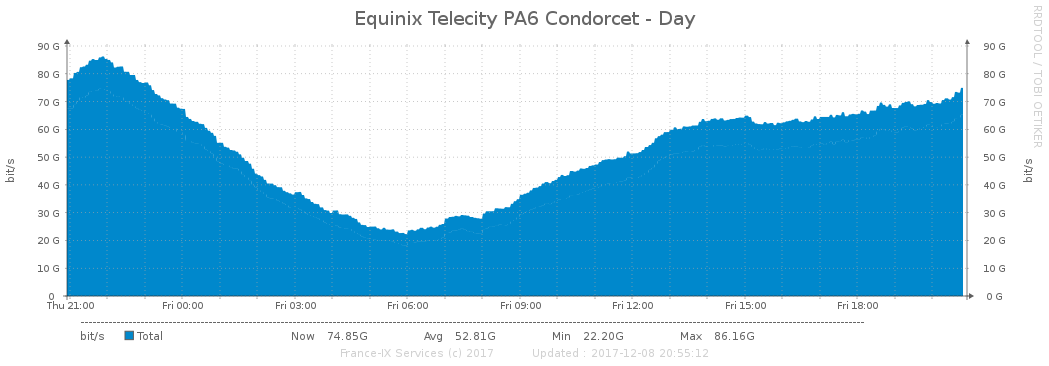 Equinix Telecity PA6 Condorcet - Day
RRDTOOL / TOBI OETIKER
bit/s
90 G
80 G
70 G
60 G
50 G
40 G
30 G
20 G
10 G
0
90 G
80 G
70 G
60 G
50 G
40 G
30 G
20 G
10 G
0 G
bit/s
Thu 21:00 Fri 00:00 Fri 03:00 Fri 06:00 Fri 09:00 Fri 12:00 Fri 15:00 Fri 18:00
bit/s Total Now 74.85G Avg 52.81G Min 22.20G Max 86.16G
France-IX Services (c) 2017 Updated : 2017-12-08 20:55:12